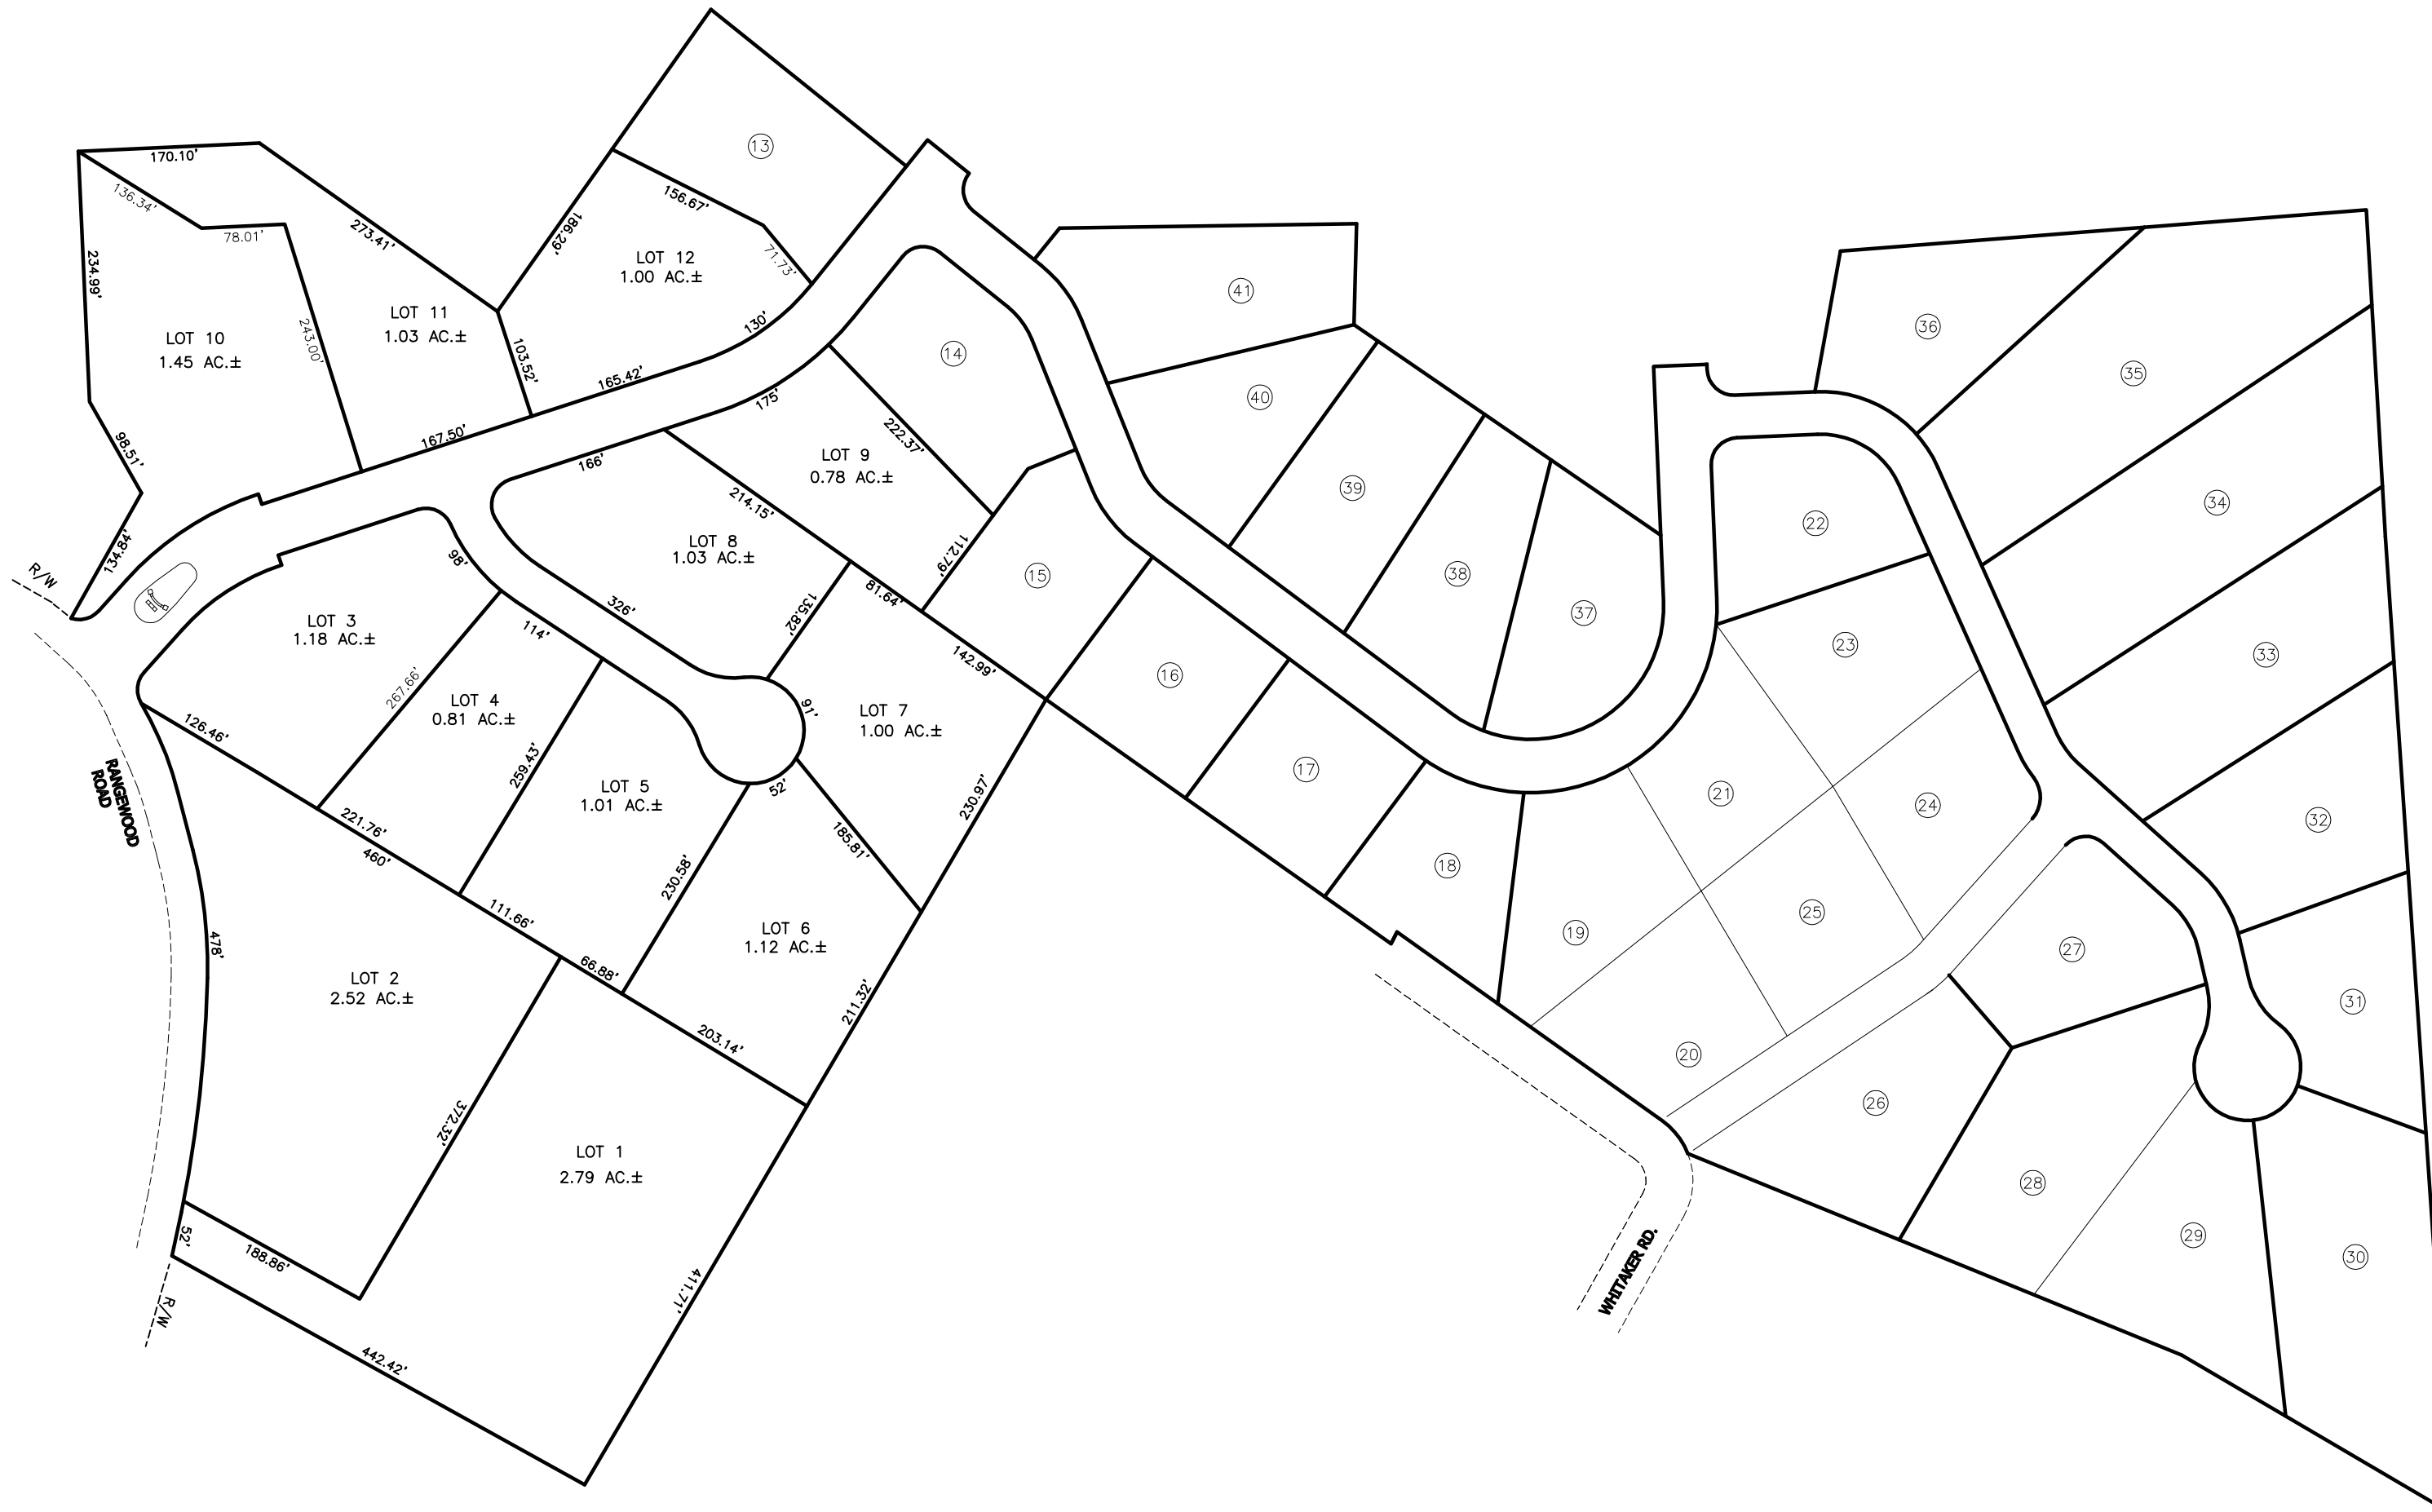 13
170.10'
136.34'
78.01'
273.41'
186.29'
156.67'
71.73'
LOT 12
1.00 AC.±
234.99'
LOT 10
1.45 AC.±
243.00'
LOT 11
1.03 AC.±
103.52'
130'
165.42'
167.50'
98.51'
134.84'
R/W
41
40
39
38
37
36
35
34
33
32
31
30
14
175'
166'
222.37'
LOT 9
0.78 AC.±
214.15'
112.79'
81.64'
LOT 8
1.03 AC.±
135.82'
326'
98'
15
16
17
18
19
20
21
22
23
24
25
26
27
28
29
LOT 3
1.18 AC.±
267.66'
114'
LOT 4
0.81 AC.±
259.43'
91'
LOT 7
1.00 AC.±
142.99'
230.97'
126.46'
221.76'
460'
LOT 5
1.01 AC.±
52'
185.81'
230.58'
111.66'
66.88'
LOT 6
1.12 AC.±
211.32'
203.14'
RANGEWOOD
ROAD
478'
LOT 2
2.52 AC.±
372.32'
LOT 1
2.79 AC.±
52'
188.86'
411.71'
442.42'
R/W
WHITAKER RD.